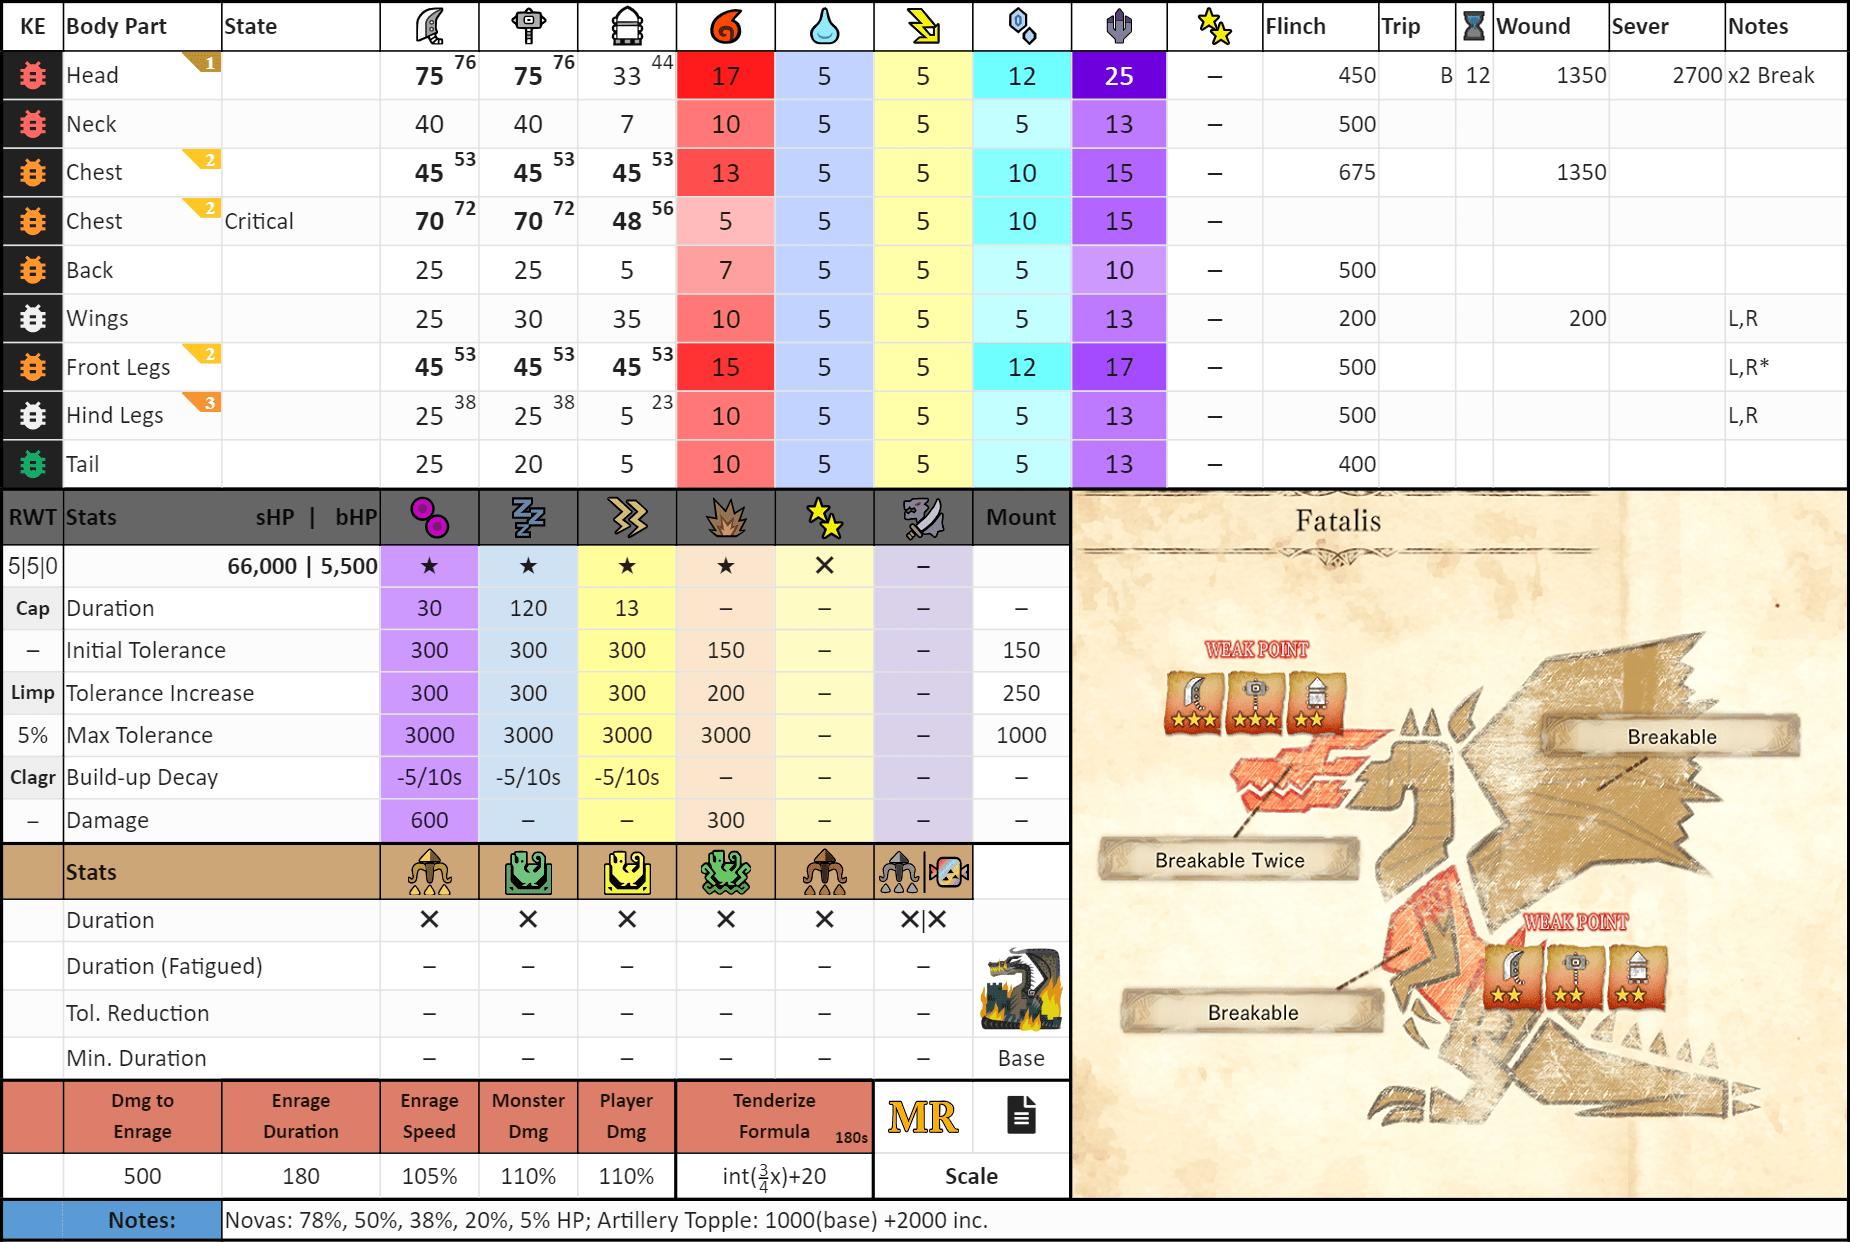 KE Body Part State Flinch Trip Wound Sever Notes
Head 1 75 76 75 76 33 44 17 5 5 12 25 – 450 B 12 1350 2700 x2 Break
Neck 40 40 7 10 5 5 5 13 – 500
Chest 2 45 53 45 53 45 53 13 5 5 10 15 – 675 1350
Chest 2 Critical 70 72 70 72 48 56 5 5 5 10 15 –
Back 25 25 5 7 5 5 5 10 – 500
Wings 25 30 35 10 5 5 5 13 – 200 200 L,R
Front Legs 2 45 53 45 53 45 53 15 5 5 12 17 – 500 L,R*
Hind Legs 3 25 38 25 38 5 23 10 5 5 5 13 – 500 L,R
Tail 25 20 5 10 5 5 5 13 – 400
RWT Stats sHP | bHP Mount
5|5|0 66,000 | 5,500 ★ ★ ★ ★ ✕ –
Cap Duration 30 120 13 – – – –
– Initial Tolerance 300 300 300 150 – – 150
Limp Tolerance Increase 300 300 300 200 – – 250
5% Max Tolerance 3000 3000 3000 3000 – – 1000
Clagr Build-up Decay -5/10s -5/10s -5/10s – – – –
– Damage 600 – – 300 – – –
Stats
Duration ✕ ✕ ✕ ✕ ✕ ✕|✕
Duration (Fatigued) – – – – – –
Tol. Reduction – – – – – –
Min. Duration – – – – – – Base
Dmg to Enrage Enrage Duration Enrage Speed Monster Dmg Player Dmg Tenderize Formula 180s MR
500 180 105% 110% 110% int(3/4x)+20 Scale
Notes: Novas: 78%, 50%, 38%, 20%, 5% HP; Artillery Topple: 1000(base) +2000 inc.
Fatalis
WEAK POINT
★★★ ★★★ ★★
Breakable
Breakable Twice
WEAK POINT
★★ ★★ ★★
Breakable